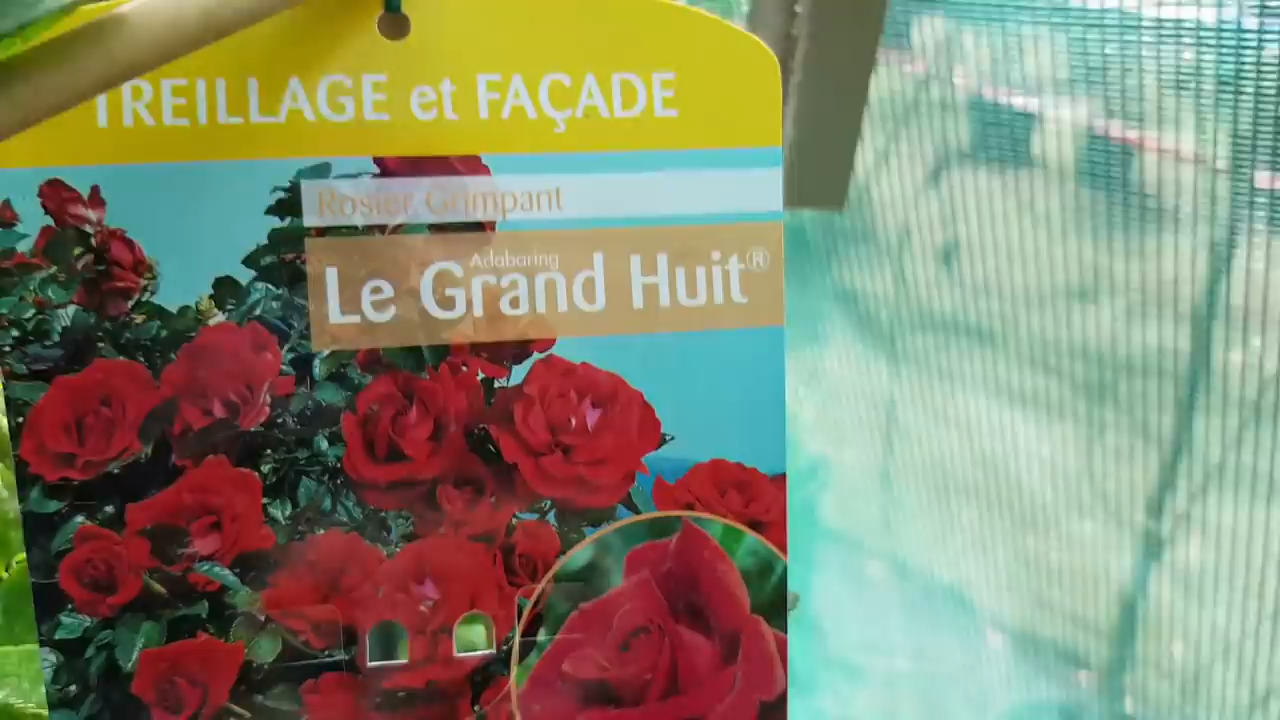 TREILLAGE et FAÇADE
Rosier Grimpant
Adabaring
Le Grand Huit®